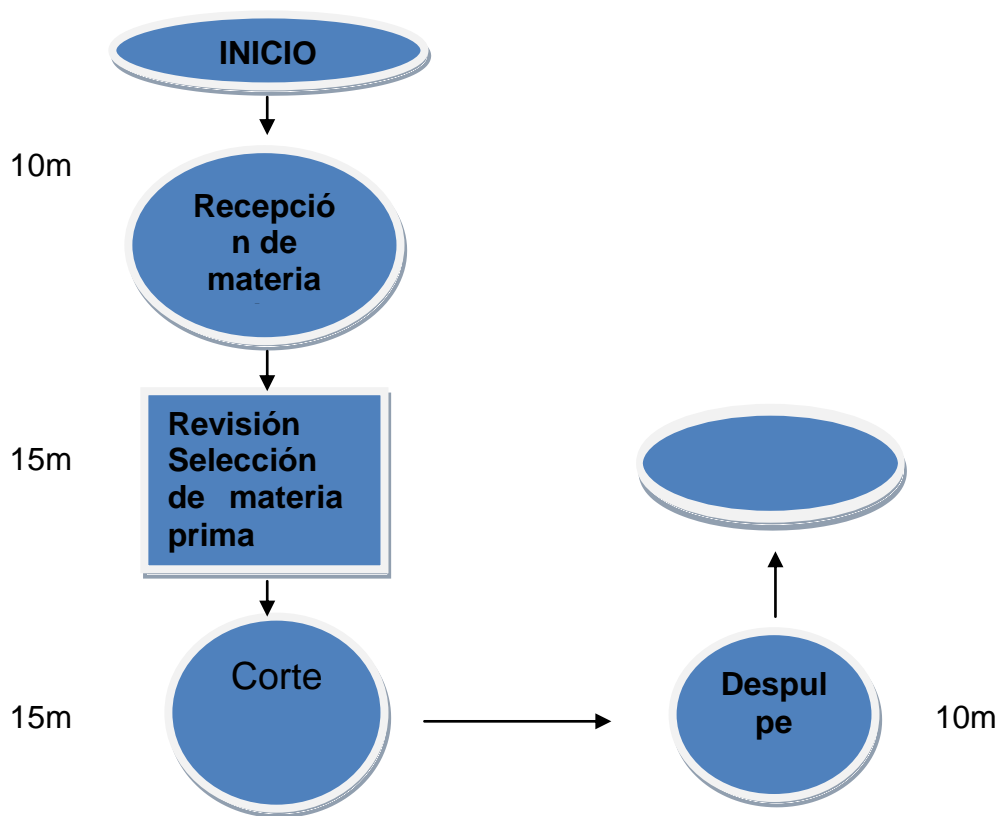 INICIO
10m
Recepció
n de
materia
15m
Revisión
Selección
de materia
prima
15m
Corte
Despul
pe
10m